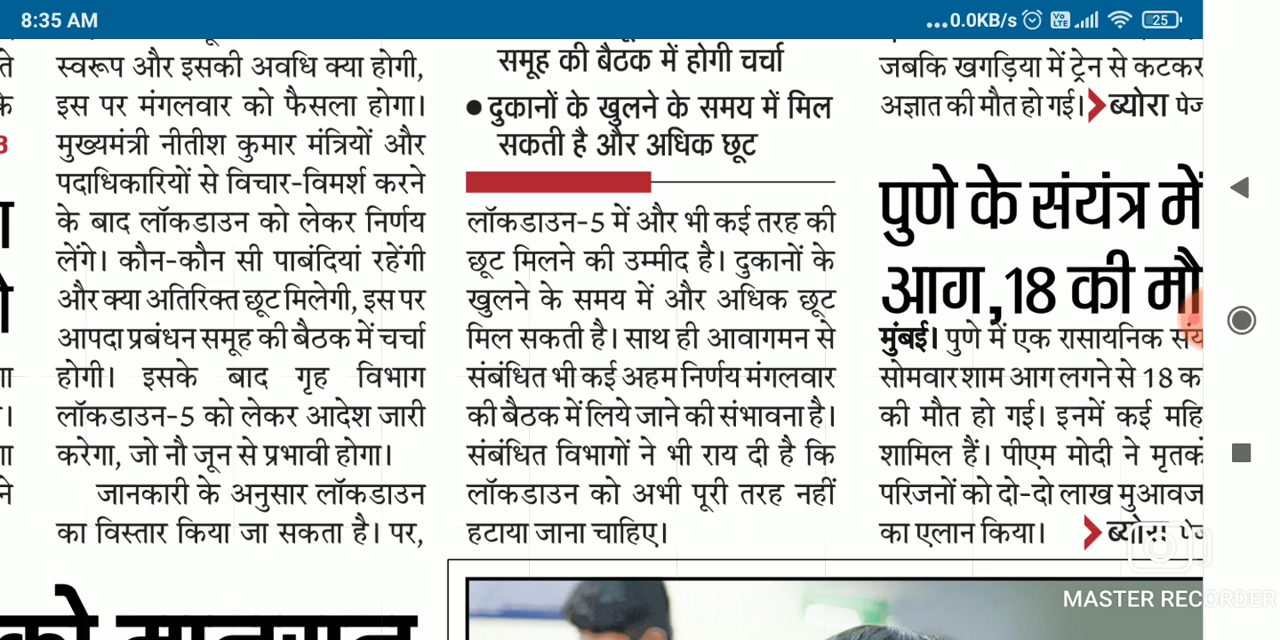 8:35 AM
...0.0KB/s
Vo
LTE
25
स्वरूप और इसकी अवधि क्या होगी,
इस पर मंगलवार को फैसला होगा।
मुख्यमंत्री नीतीश कुमार मंत्रियों और
पदाधिकारियों से विचार-विमर्श करने
के बाद लॉकडाउन को लेकर निर्णय
लेंगे। कौन-कौन सी पाबंदियां रहेंगी
और क्या अतिरिक्त छूट मिलेगी, इस पर
आपदा प्रबंधन समूह की बैठक में चर्चा
होगी। इसके बाद गृह विभाग
लॉकडाउन-5 को लेकर आदेश जारी
करेगा, जो नौ जून से प्रभावी होगा।
जानकारी के अनुसार लॉकडाउन
का विस्तार किया जा सकता है। पर,
समूह की बैठक में होगी चर्चा
● दुकानों के खुलने के समय में मिल
सकती है और अधिक छूट
लॉकडाउन-5 में और भी कई तरह की
छूट मिलने की उम्मीद है। दुकानों के
खुलने के समय में और अधिक छूट
मिल सकती है। साथ ही आवागमन से
संबंधित भी कई अहम निर्णय मंगलवार
की बैठक में लिये जाने की संभावना है।
संबंधित विभागों ने भी राय दी है कि
लॉकडाउन को अभी पूरी तरह नहीं
हटाया जाना चाहिए।
जबकि खगड़िया में ट्रेन से कटकर
अज्ञात की मौत हो गई। ब्योरा पेज
पुणे के संयंत्र में
आग,18 की मौ
मुंबई। पुणे में एक रासायनिक संयं
सोमवार शाम आग लगने से 18 क
की मौत हो गई। इनमें कई महि
शामिल हैं। पीएम मोदी ने मृतक
परिजनों को दो-दो लाख मुआवज
का एलान किया। ब्योरा पेज
MASTER RECORDER